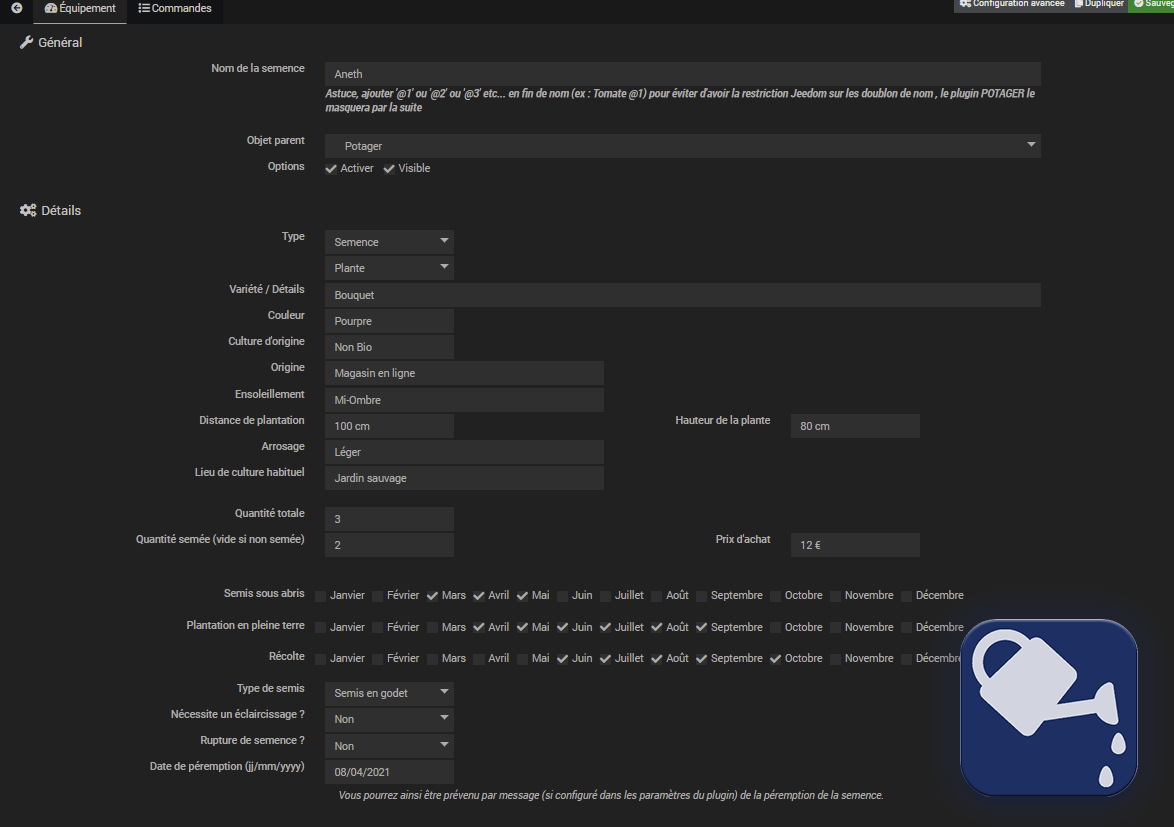 Équipement Commandes Configuration avancée Dupliquer Sauveg
Général
Nom de la semence Aneth
Astuce, ajouter '@1' ou '@2' ou '@3' etc... en fin de nom (ex : Tomate @1) pour éviter d'avoir la restriction Jeedom sur les doublon de nom , le plugin POTAGER le
masquera par la suite
Objet parent Potager
Options Activer Visible
Détails
Type Semence
Plante
Variété / Détails Bouquet
Couleur Pourpre
Culture d'origine Non Bio
Origine Magasin en ligne
Ensoleillement Mi-Ombre
Distance de plantation 100 cm Hauteur de la plante 80 cm
Arrosage Léger
Lieu de culture habituel Jardin sauvage
Quantité totale 3
Quantité semée (vide si non semée) 2 Prix d'achat 12 €
Semis sous abris Janvier Février Mars Avril Mai Juin Juillet Août Septembre Octobre Novembre Décembre
Plantation en pleine terre Janvier Février Mars Avril Mai Juin Juillet Août Septembre Octobre Novembre Décembre
Récolte Janvier Février Mars Avril Mai Juin Juillet Août Septembre Octobre Novembre Décembre
Type de semis Semis en godet
Nécessite un éclaircissage ? Non
Rupture de semence ? Non
Date de péremption (jj/mm/yyyy) 08/04/2021
Vous pourrez ainsi être prévenu par message (si configuré dans les paramètres du plugin) de la péremption de la semence.